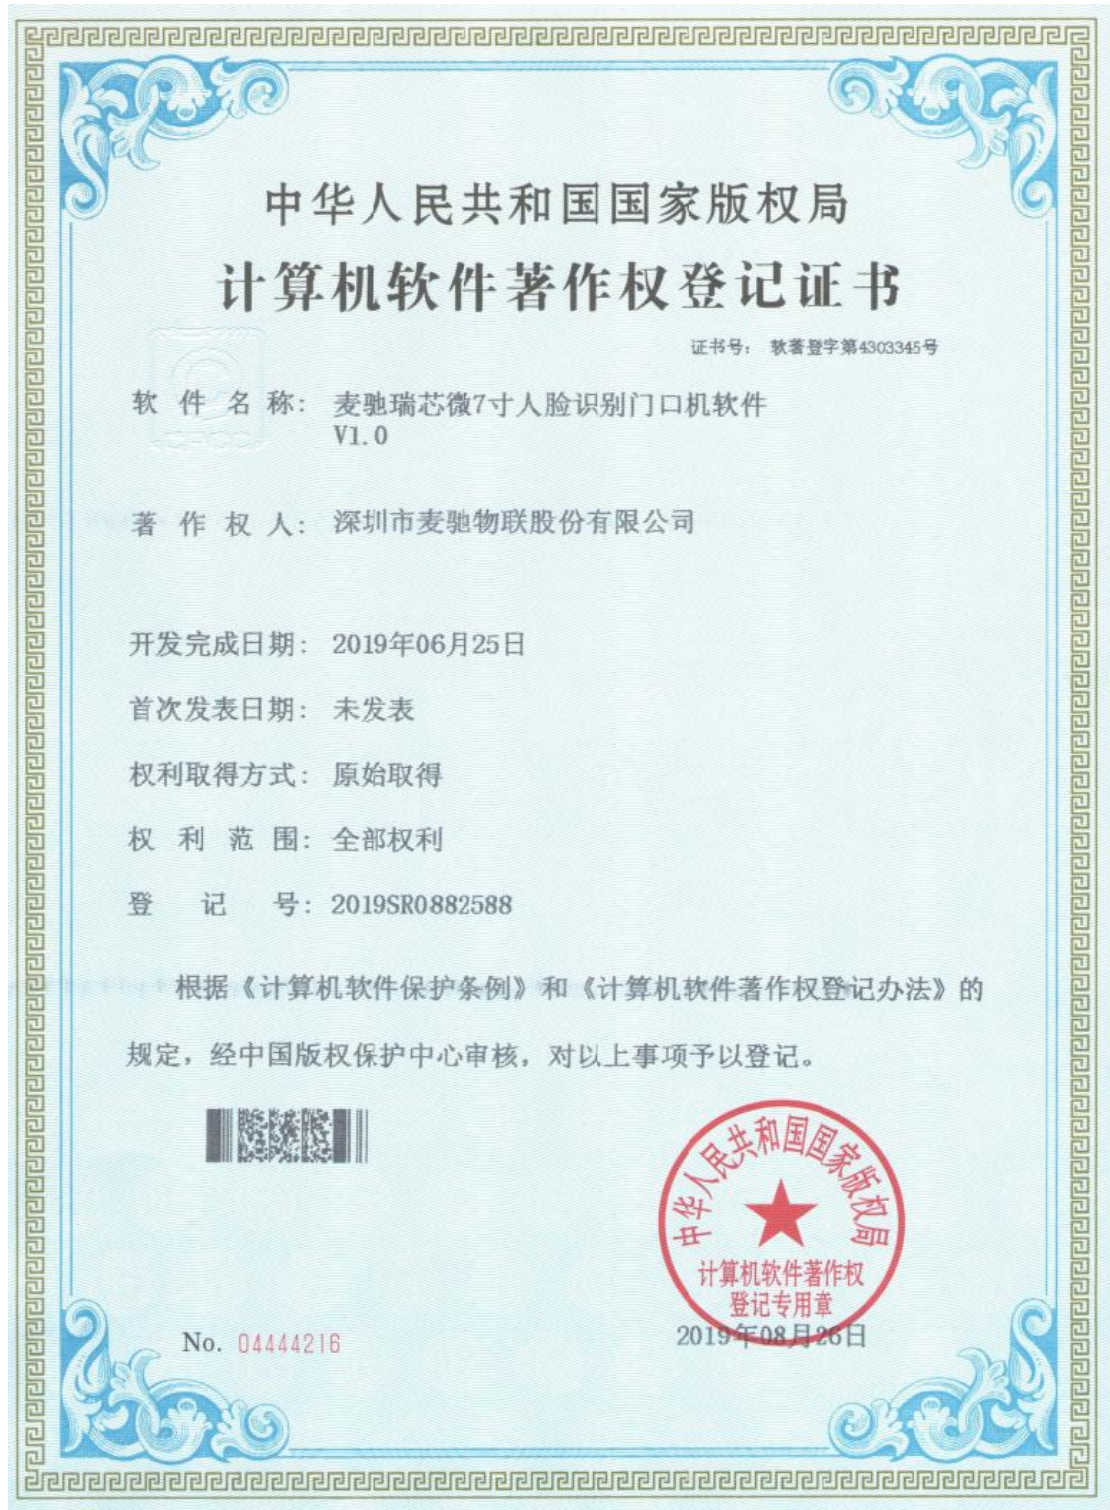 中华人民共和国国家版权局
计算机软件著作权登记证书
证书号： 软著登字第4303345号
软件名称： 麦驰瑞芯微7寸人脸识别门口机软件
V1.0
著作权人： 深圳市麦驰物联股份有限公司
开发完成日期： 2019年06月25日
首次发表日期： 未发表
权利取得方式： 原始取得
权利范围： 全部权利
登记号： 2019SR0882588
根据《计算机软件保护条例》和《计算机软件著作权登记办法》的
规定，经中国版权保护中心审核，对以上事项予以登记。
中华人民共和国国家版权局
计算机软件著作权
登记专用章
No. 04444216
2019年08月26日